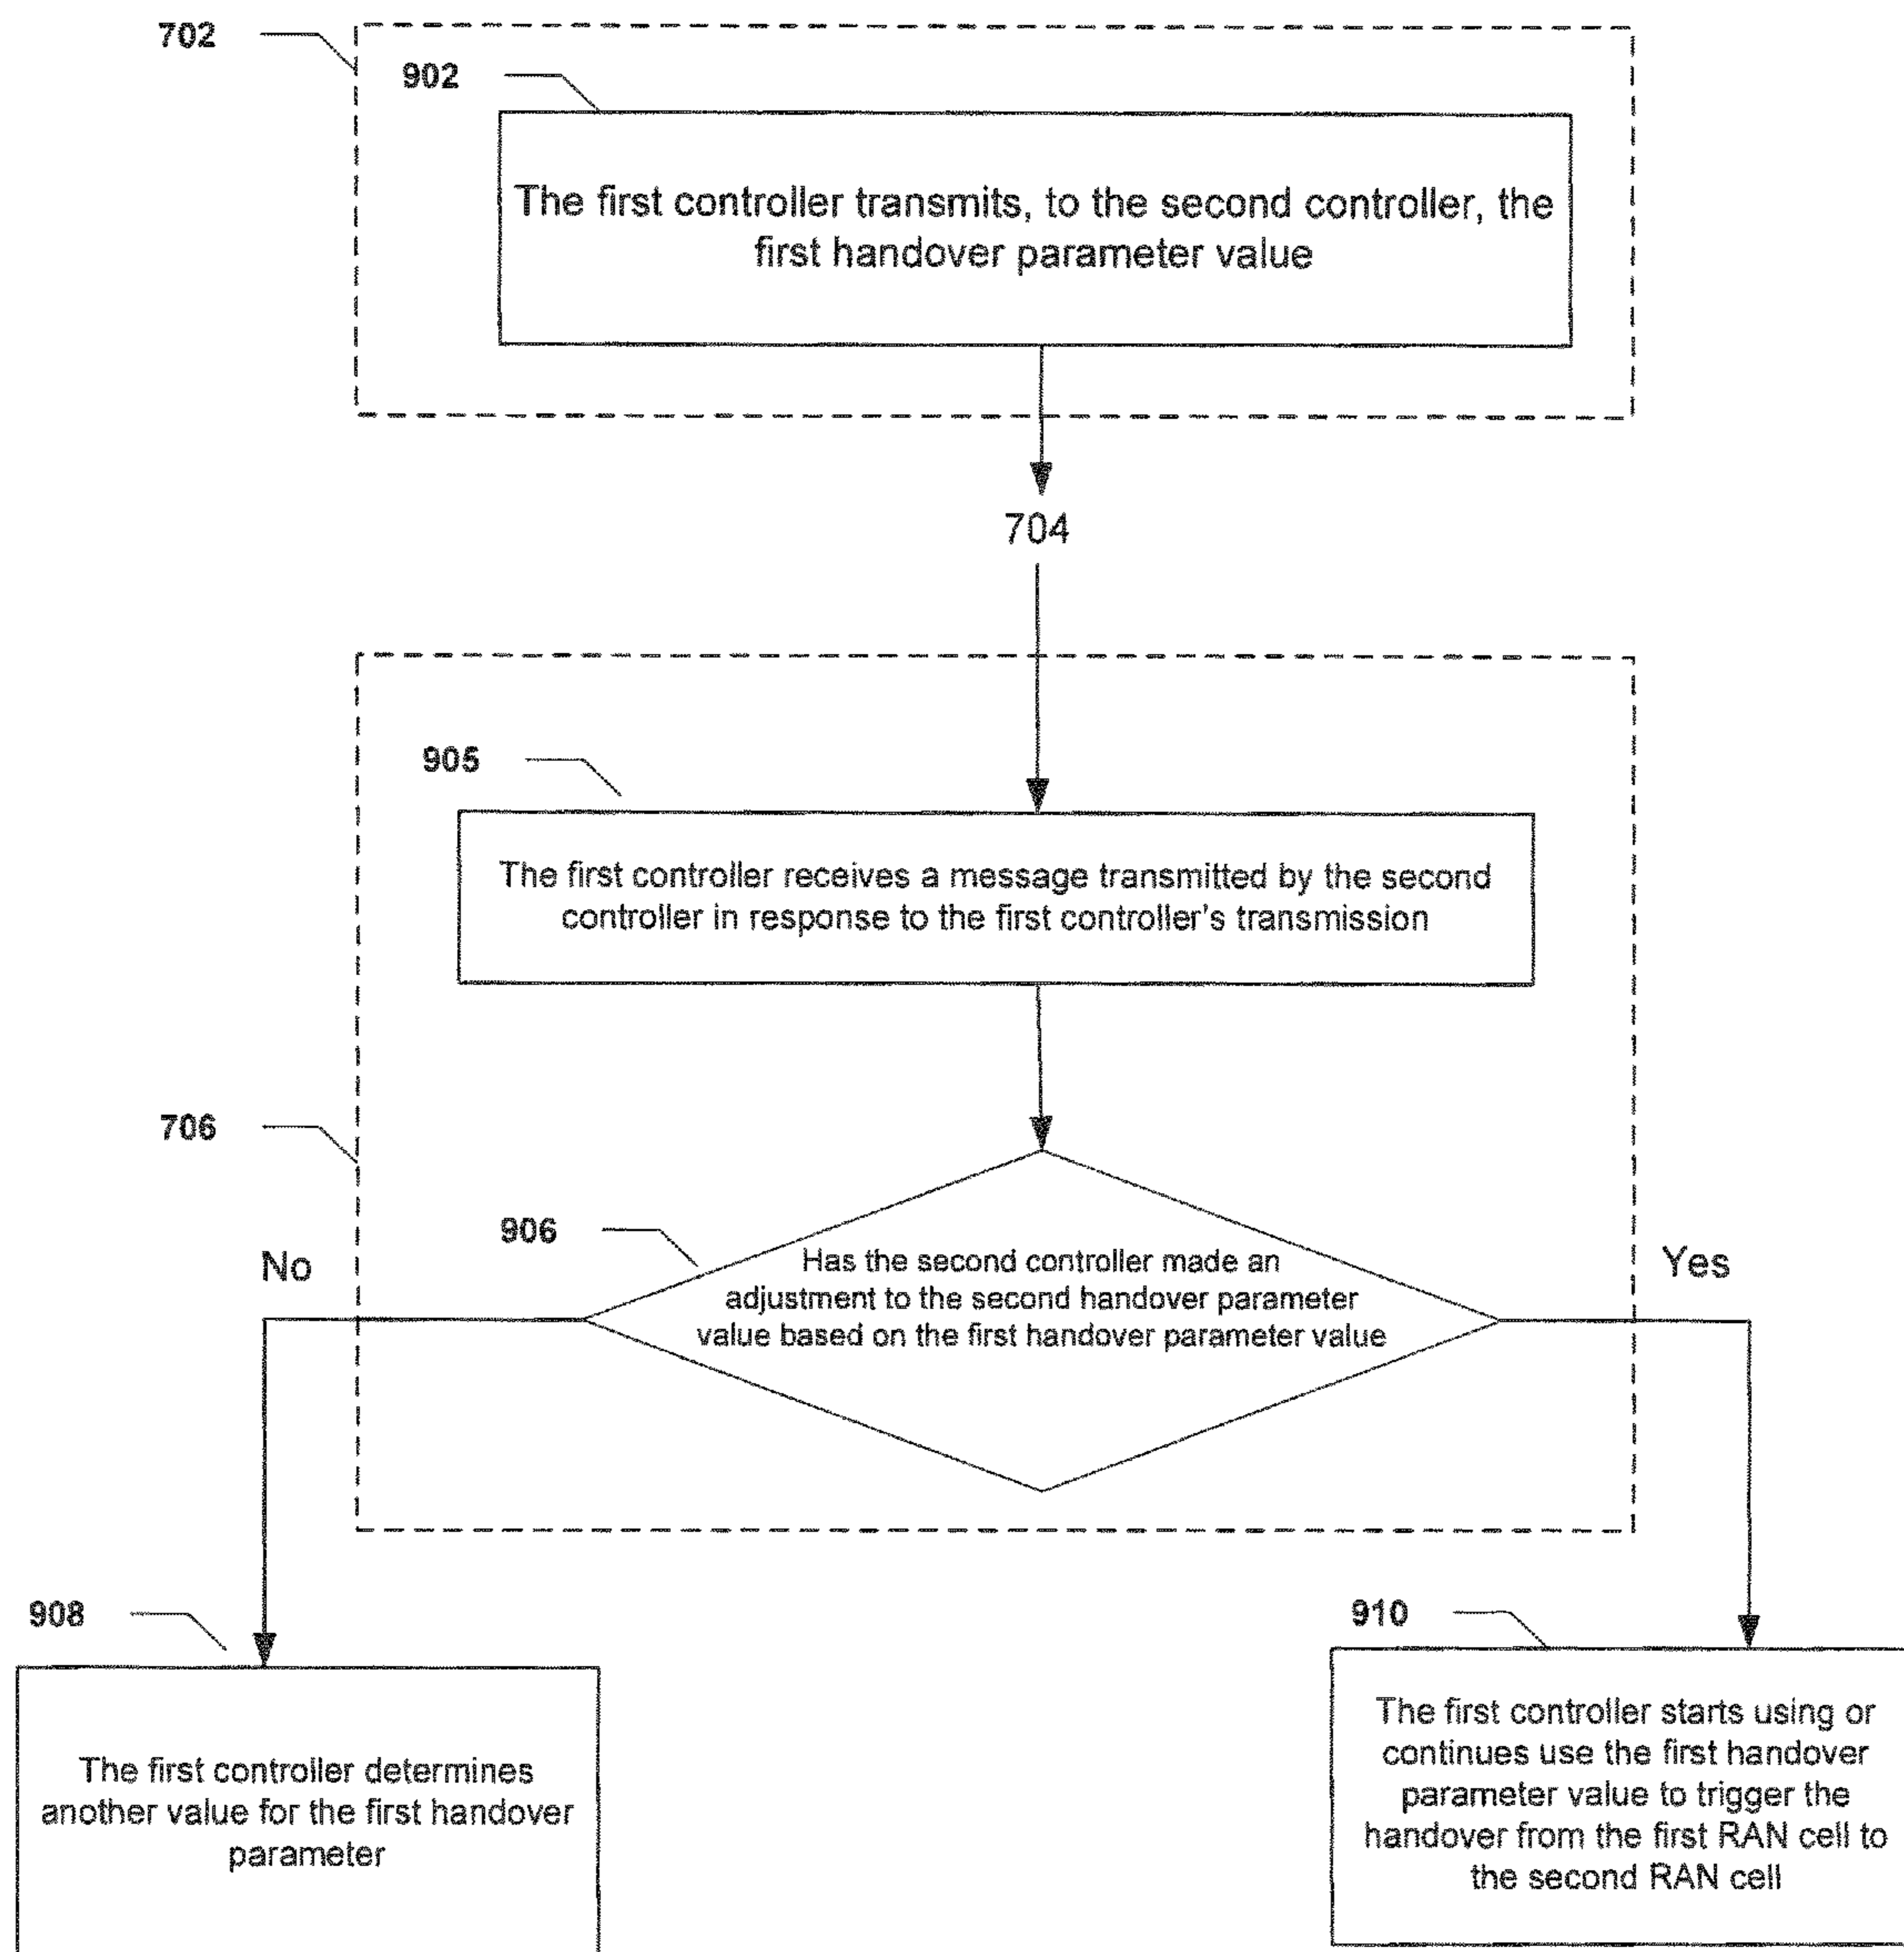 702
902
The first controller transmits, to the second controller, the
first handover parameter value
704
905
The first controller receives a message transmitted by the second
controller in response to the first controller's transmission
706
906
No
Has the second controller made an
adjustment to the second handover parameter
value based on the first handover parameter value
Yes
908
The first controller determines
another value for the first handover
parameter
910
The first controller starts using or
continues use the first handover
parameter value to trigger the
handover from the first RAN cell to
the second RAN cell